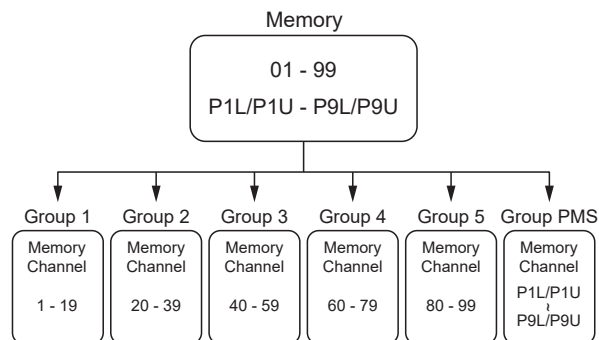 Memory
01 - 99
P1L/P1U - P9L/P9U
Group 1
Memory
Channel
1 - 19
Group 2
Memory
Channel
20 - 39
Group 3
Memory
Channel
40 - 59
Group 4
Memory
Channel
60 - 79
Group 5
Memory
Channel
80 - 99
Group PMS
Memory
Channel
P1L/P1U
~
P9L/P9U